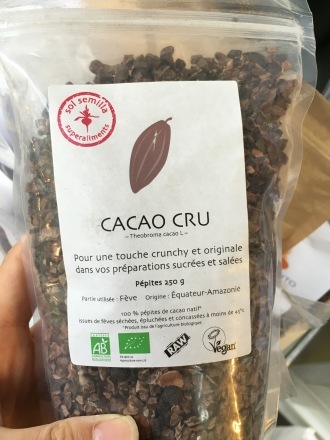 sol semilla
superaliments
CACAO CRU
~ Theobroma cacao L ~
Pour une touche crunchy et originale
dans vos préparations sucrées et salées
Pépites 250 g
Partie utilisée : Fève Origine : Équateur-Amazonie
100 % pépites de cacao natif*
issum de fèves séchées, épluchées et concassées à moins de 45°c
*Produit issu de l'agriculture biologique
AB
RAW
Vegan